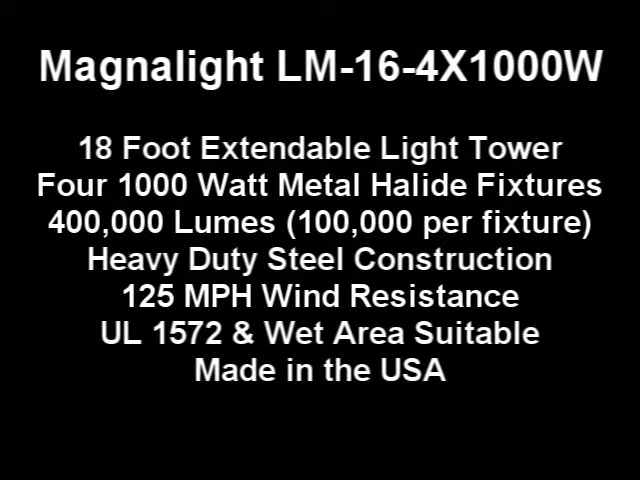 Magnalight LM-16-4X1000W
18 Foot Extendable Light Tower
Four 1000 Watt Metal Halide Fixtures
400,000 Lumes (100,000 per fixture)
Heavy Duty Steel Construction
125 MPH Wind Resistance
UL 1572 & Wet Area Suitable
Made in the USA